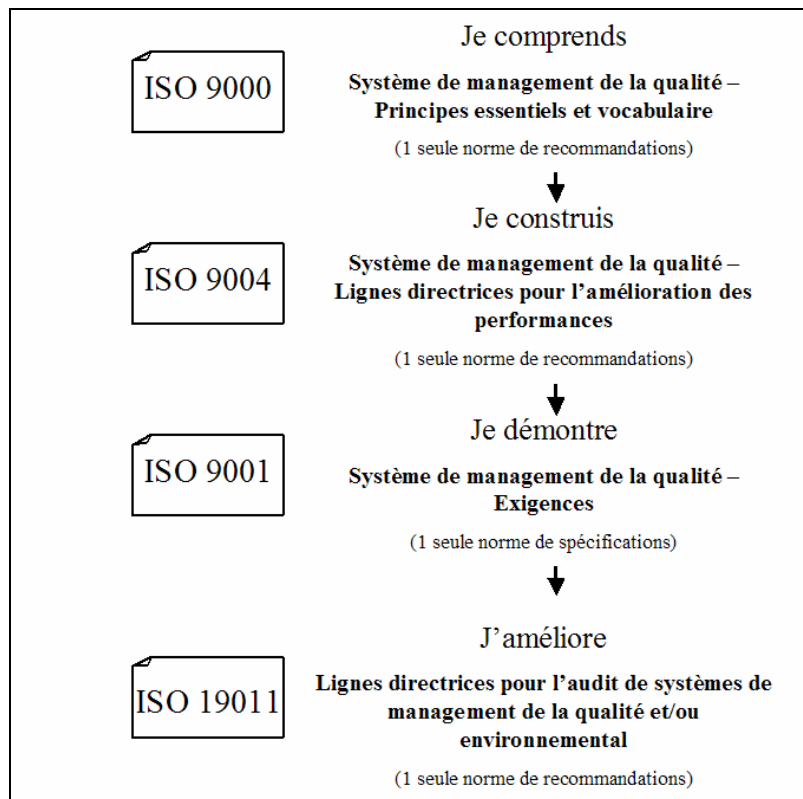 Je comprends
ISO 9000
Système de management de la qualité –
Principes essentiels et vocabulaire
(1 seule norme de recommandations)
Je construis
ISO 9004
Système de management de la qualité –
Lignes directrices pour l’amélioration des
performances
(1 seule norme de recommandations)
Je démontre
ISO 9001
Système de management de la qualité –
Exigences
(1 seule norme de spécifications)
J’améliore
ISO 19011
Lignes directrices pour l’audit de systèmes de
management de la qualité et/ou
environnemental
(1 seule norme de recommandations)